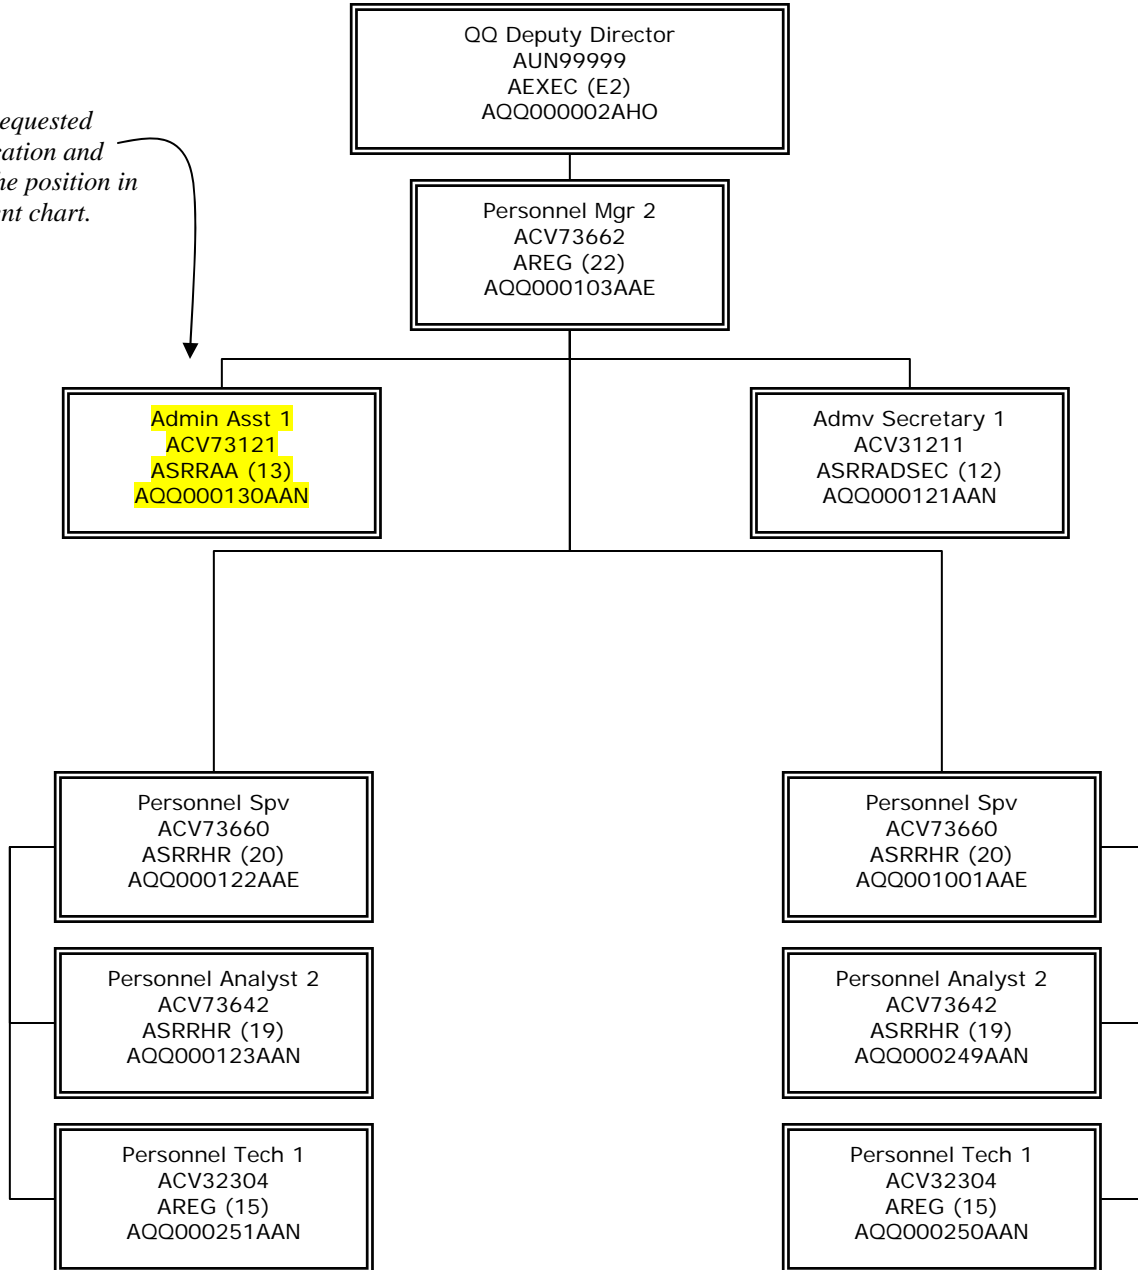 QQ Deputy Director
AUN99999
AEXEC (E2)
AQQ000002AHO
and
he position in
chart.
Personnel Mgr 2
ACV73662
AREG (22)
AQQ000103AAE
Admin Asst 1
ACV73121
ASRRAA (13)
AQQ000130AAN
Admv Secretary 1
ACV31211
ASRRADSEC (12)
AQQ000121AAN
Personnel Spv
ACV73660
ASRRHR (20)
AQQ000122AAE
Personnel Spv
ACV73660
ASRRHR (20)
AQQ001001AAE
Personnel Analyst 2
ACV73642
ASRRHR (19)
AQQ000123AAN
Personnel Analyst 2
ACV73642
ASRRHR (19)
AQQ000249AAN
Personnel Tech 1
ACV32304
AREG (15)
AQQ000251AAN
Personnel Tech 1
ACV32304
AREG (15)
AQQ000250AAN